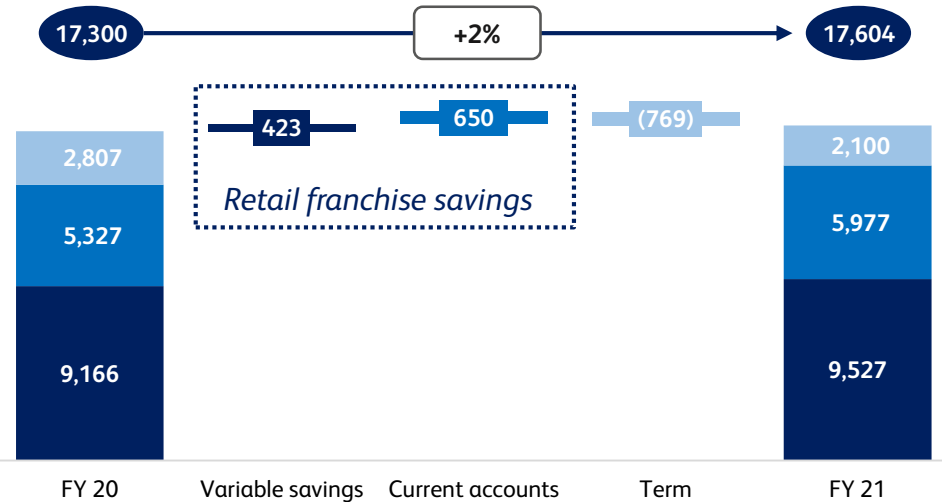 17,300 +2% 17,604
423 650 (769)
2,807 2,100
Retail franchise savings
5,327 5,977
9,166 9,527
FY 20 Variable savings Current accounts Term FY 21